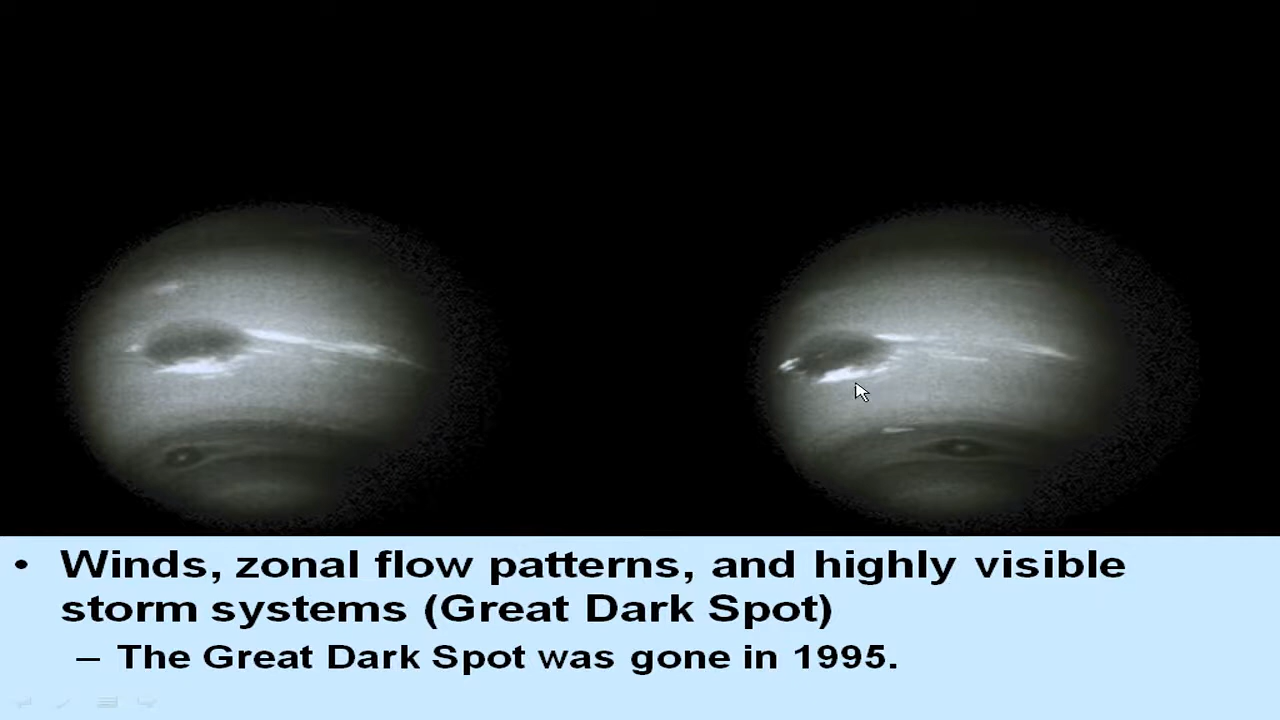 • Winds, zonal flow patterns, and highly visible
storm systems (Great Dark Spot)
– The Great Dark Spot was gone in 1995.